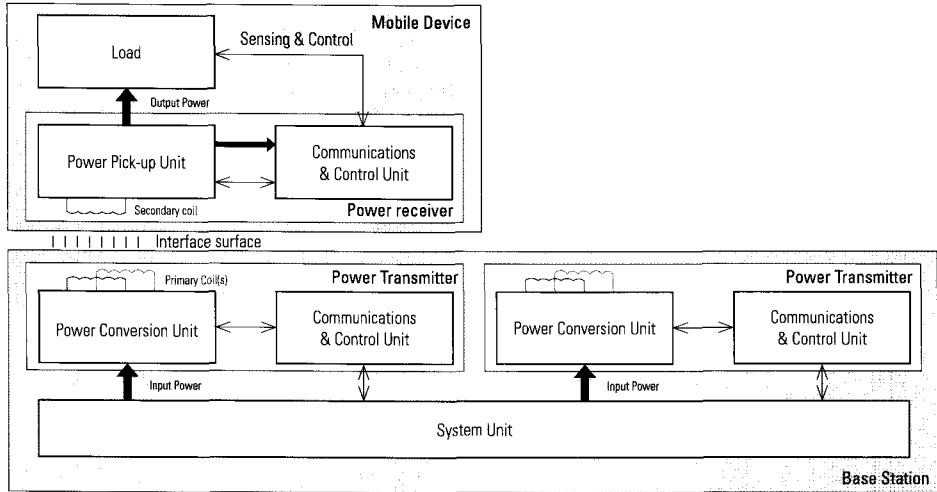 Mobile Device
Load
Sensing & Control
Output Power
Power Pick-up Unit
Communications
& Control Unit
Secondary coil
Power receiver
Interface surface
Primary Coil(s)
Power Transmitter
Power Conversion Unit
Communications
& Control Unit
Input Power
Power Transmitter
Power Conversion Unit
Communications
& Control Unit
Input Power
System Unit
Base Station